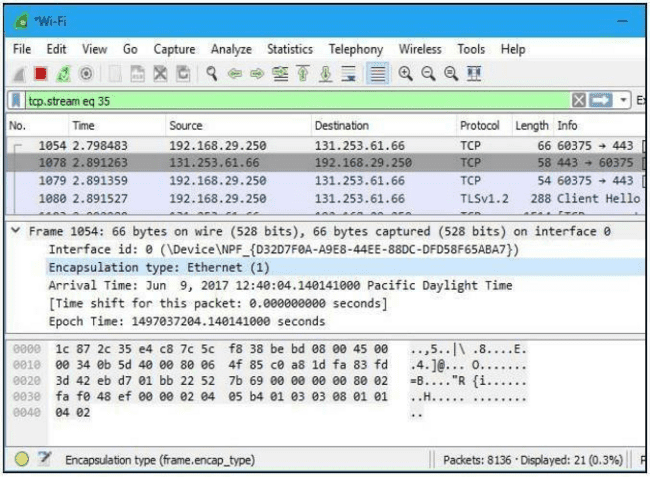 *Wi-Fi
File Edit View Go Capture Analyze Statistics Telephony Wireless Tools Help
tcp.stream eq 35
No. Time Source Destination Protocol Length Info
1054 2.798483 192.168.29.250 131.253.61.66 TCP 66 60375 → 443 [
1078 2.891263 131.253.61.66 192.168.29.250 TCP 58 443 → 60375
1079 2.891359 192.168.29.250 131.253.61.66 TCP 54 60375 → 443 [
1080 2.891527 192.168.29.250 131.253.61.66 TLSv1.2 288 Client Hello
Frame 1054: 66 bytes on wire (528 bits), 66 bytes captured (528 bits) on interface 0
Interface id: 0 (\Device\NPF_{D32D7F0A-A9E8-44EE-88DC-DFD58F65ABA7})
Encapsulation type: Ethernet (1)
Arrival Time: Jun 9, 2017 12:40:04.140141000 Pacific Daylight Time
[Time shift for this packet: 0.000000000 seconds]
Epoch Time: 1497037204.140141000 seconds
0000 1c 87 2c 35 e4 c8 7c 5c f8 38 be bd 08 00 45 00 ..,5..|\ .8....E.
0010 00 34 0b 5d 40 00 80 06 4f 85 c0 a8 1d fa 83 fd .4.]@... O.......
0020 3d 42 eb d7 01 bb 22 52 7b 69 00 00 00 00 80 02 =B...."R {i......
0030 fa f0 48 ef 00 00 02 04 05 b4 01 03 03 08 01 01 ..H..... ........
0040 04 02 ..
Encapsulation type (frame.encap_type) Packets: 8136 · Displayed: 21 (0.3%)